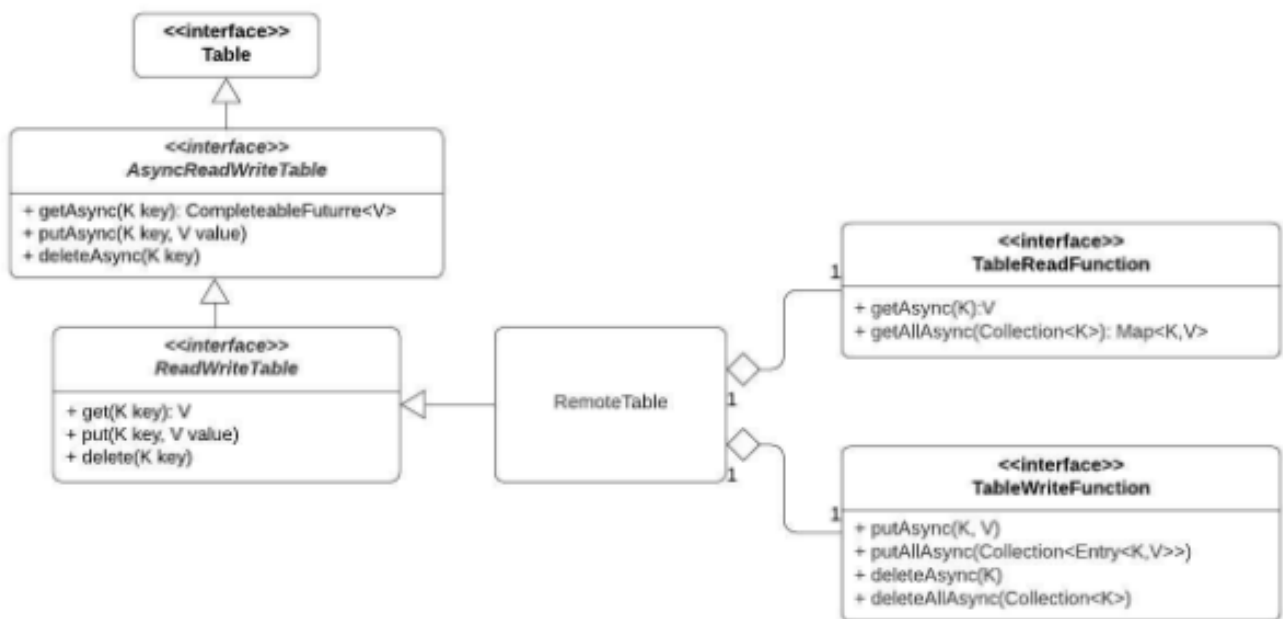 <<interface>>
Table
<<interface>>
AsyncReadWriteTable
+ getAsync(K key): CompleteableFuturre<V>
+ putAsync(K key, V value)
+ deleteAsync(K key)
<<interface>>
ReadWriteTable
+ get(K key): V
+ put(K key, V value)
+ delete(K key)
RemoteTable
1
1
1
1
<<interface>>
TableReadFunction
+ getAsync(K):V
+ getAllAsync(Collection<K>): Map<K,V>
<<interface>>
TableWriteFunction
+ putAsync(K, V)
+ putAllAsync(Collection<Entry<K,V>>)
+ deleteAsync(K)
+ deleteAllAsync(Collection<K>)